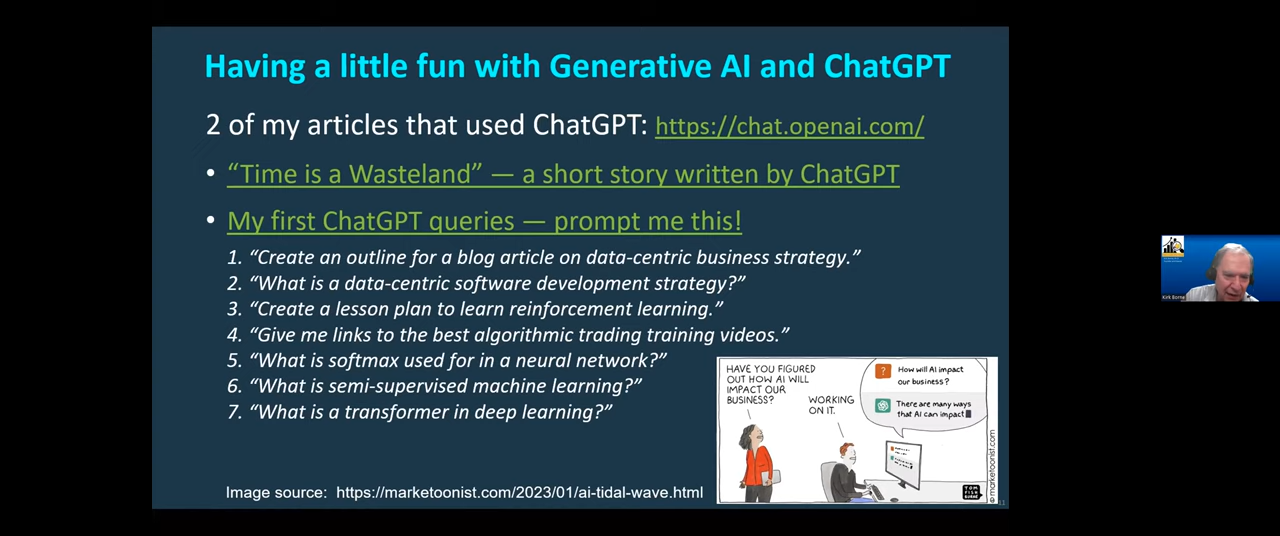 Having a little fun with Generative AI and ChatGPT
2 of my articles that used ChatGPT: https://chat.openai.com/
• “Time is a Wasteland” — a short story written by ChatGPT
• My first ChatGPT queries — prompt me this!
1. “Create an outline for a blog article on data-centric business strategy.”
2. “What is a data-centric software development strategy?”
3. “Create a lesson plan to learn reinforcement learning.”
4. “Give me links to the best algorithmic trading training videos.”
5. “What is softmax used for in a neural network?”
6. “What is semi-supervised machine learning?”
7. “What is a transformer in deep learning?”
HAVE YOU FIGURED
OUT HOW AI WILL
IMPACT OUR
BUSINESS?
WORKING
ON IT.
?
How will AI impact
our business?
There are many ways
that AI can impact
TOM
FISH
BURNE
© marketoonist.com
Image source: https://marketoonist.com/2023/01/ai-tidal-wave.html
11
Kirk Borne